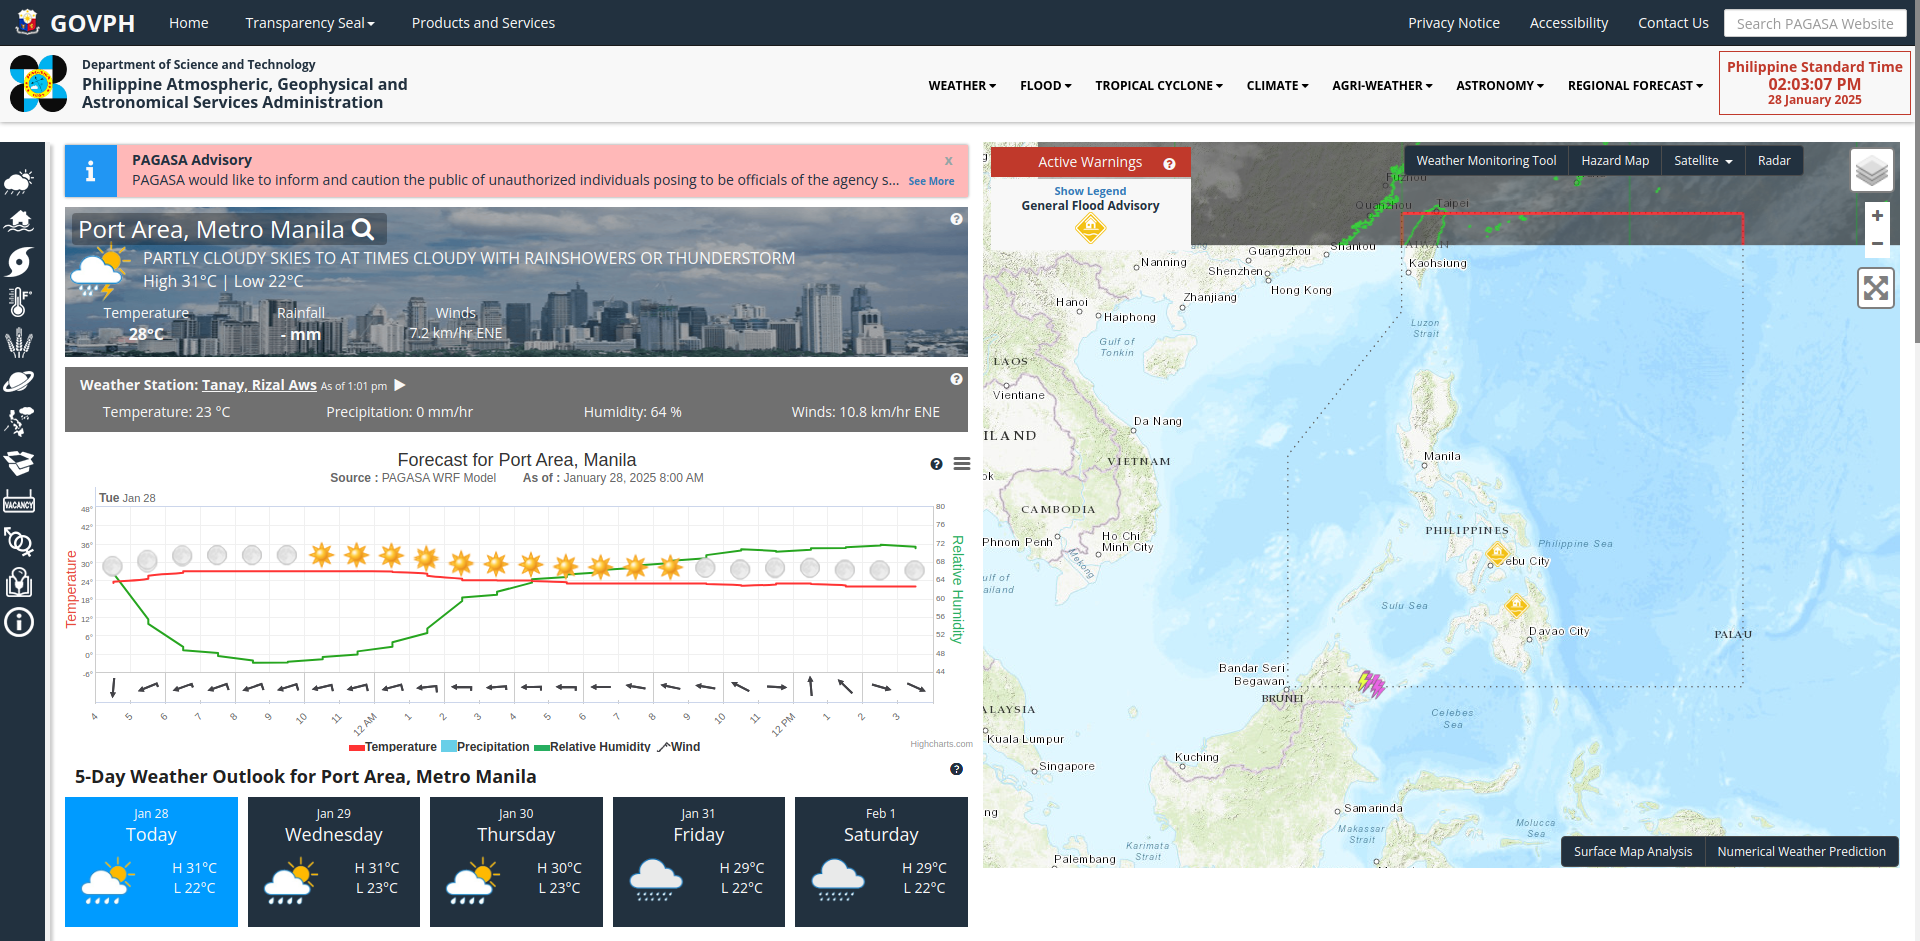 GOVPH
Home
Transparency Seal
Products and Services
Privacy Notice
Accessibility
Contact Us
Search PAGASA Website
Department of Science and Technology
Philippine Atmospheric, Geophysical and
Astronomical Services Administration
WEATHER
FLOOD
TROPICAL CYCLONE
CLIMATE
AGRI-WEATHER
ASTRONOMY
REGIONAL FORECAST
Philippine Standard Time
02:03:07 PM
28 January 2025
VACANCY
PAGASA Advisory
x
PAGASA would like to inform and caution the public of unauthorized individuals posing to be officials of the agency s...
See More
Port Area, Metro Manila
PARTLY CLOUDY SKIES TO AT TIMES CLOUDY WITH RAINSHOWERS OR THUNDERSTORM
High 31°C | Low 22°C
Temperature
28°C
Rainfall
- mm
Winds
7.2 km/hr ENE
Weather Station: Tanay, Rizal Aws As of 1:01 pm
Temperature: 23 °C
Precipitation: 0 mm/hr
Humidity: 64 %
Winds: 10.8 km/hr ENE
Forecast for Port Area, Manila
Source : PAGASA WRF Model As of : January 28, 2025 8:00 AM
Tue Jan 28
48°
42°
36°
30°
24°
18°
12°
6°
0°
-6°
Temperature
80
76
72
68
64
60
56
52
48
44
Relative Humidity
4
5
6
7
8
9
10
11
12 AM
1
2
3
4
5
6
7
8
9
10
11
12 PM
1
2
3
Temperature
Precipitation
Relative Humidity
Wind
Highcharts.com
5-Day Weather Outlook for Port Area, Metro Manila
Jan 28
Today
H 31°C
L 22°C
Jan 29
Wednesday
H 31°C
L 23°C
Jan 30
Thursday
H 30°C
L 23°C
Jan 31
Friday
H 29°C
L 22°C
Feb 1
Saturday
H 29°C
L 22°C
Active Warnings
Show Legend
General Flood Advisory
Weather Monitoring Tool
Hazard Map
Satellite
Radar
+
−
Fuzhou
Quanzhou
Taipei
Shantou
TAIWAN
Guangzhou
Nanning
Shenzhen
Kaohsiung
Hong Kong
Hanoi
Zhanjiang
Haiphong
Luzon
Strait
Gulf of
Tonkin
LAOS
Vientiane
Da Nang
ILAND
VIETNAM
Manila
ok
CAMBODIA
PHILIPPINES
Phnom Penh
Ho Chi
Minh City
Mekong
Philippine Sea
ebu City
ulf of
ailand
Sulu Sea
Davao City
PALAU
Bandar Seri
Begawan
BRUNEI
ALAYSIA
Celebes
Sea
Kuala Lumpur
Kuching
Singapore
Samarinda
ng
Makassar
Strait
Molucca
Sea
Karimata
Strait
Palembang
Surface Map Analysis
Numerical Weather Prediction